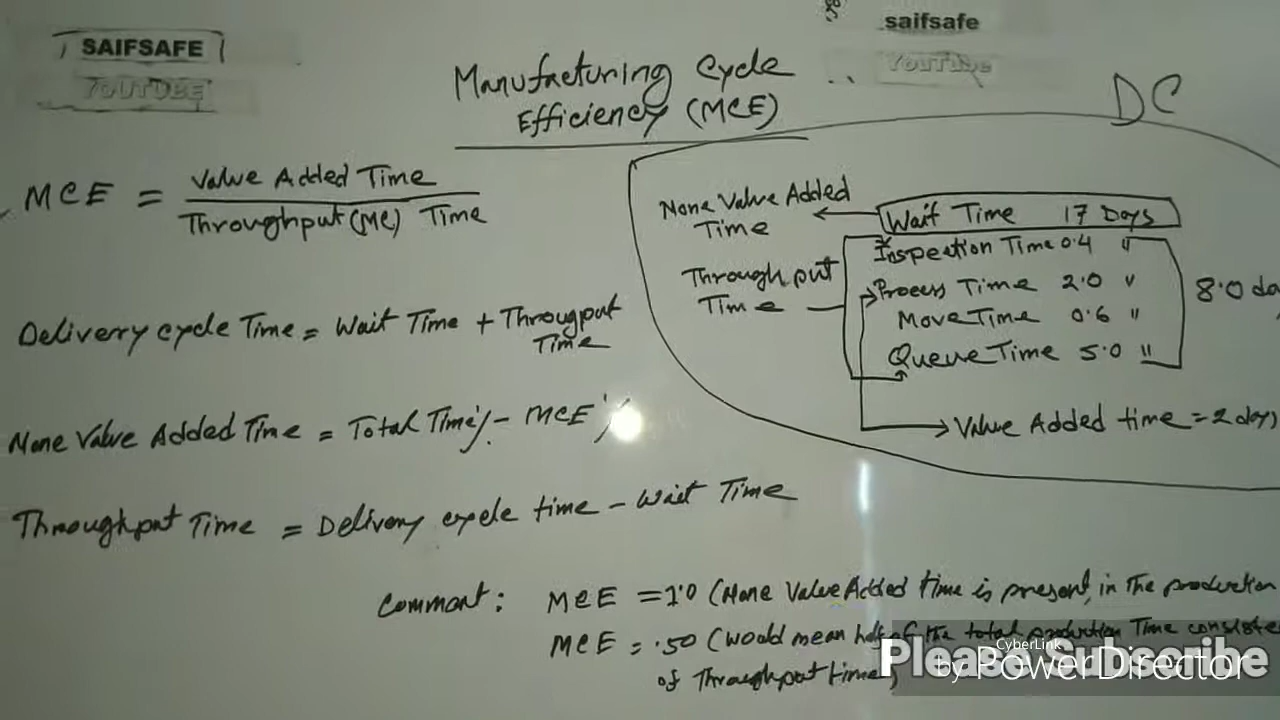 SAIFSAFE
YOUTUBE
saifsafe
YouTube
Manufacturing Cycle
Efficiency (MCE)
DC
MCE = Value Added Time
Throughput (MC) Time
None Value Added
Time
Wait Time 17 Days
Inspection Time 0.4 "
Throughput
Time
Process Time 2.0 "
Move Time 0.6 "
Queue Time 5.0 "
8.0 da
Value Added time = 2 days
Delivery cycle Time = Wait Time + Througput
Time
None Value Added Time = Total Time % - MCE %
Throughput Time = Delivery cycle time - Wait Time
Comment: MCE = 1.0 (None Value Added time is present, in the production
MCE = .50 (would mean half of the total production Time consiste
of Throughput time)
Please Subscribe
CyberLink
by PowerDirector